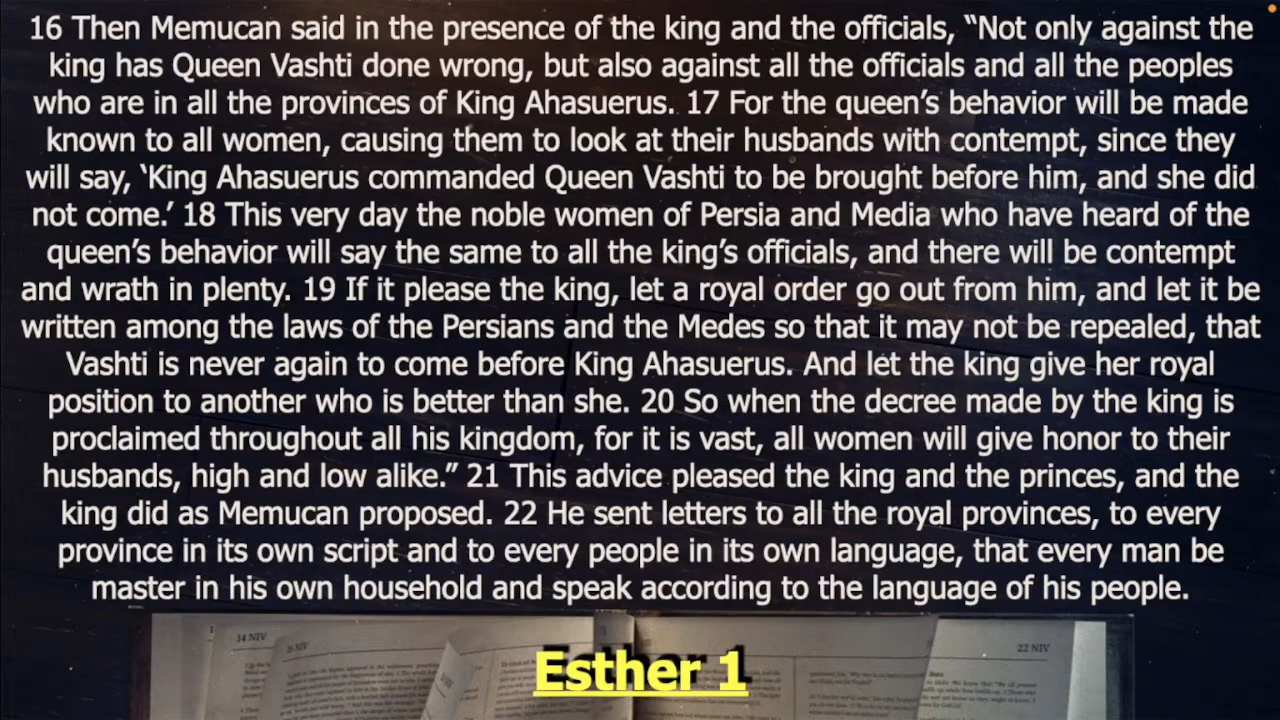 16 Then Memucan said in the presence of the king and the officials, “Not only against the
king has Queen Vashti done wrong, but also against all the officials and all the peoples
who are in all the provinces of King Ahasuerus. 17 For the queen’s behavior will be made
known to all women, causing them to look at their husbands with contempt, since they
will say, ‘King Ahasuerus commanded Queen Vashti to be brought before him, and she did
not come.’ 18 This very day the noble women of Persia and Media who have heard of the
queen’s behavior will say the same to all the king’s officials, and there will be contempt
and wrath in plenty. 19 If it please the king, let a royal order go out from him, and let it be
written among the laws of the Persians and the Medes so that it may not be repealed, that
Vashti is never again to come before King Ahasuerus. And let the king give her royal
position to another who is better than she. 20 So when the decree made by the king is
proclaimed throughout all his kingdom, for it is vast, all women will give honor to their
husbands, high and low alike.” 21 This advice pleased the king and the princes, and the
king did as Memucan proposed. 22 He sent letters to all the royal provinces, to every
province in its own script and to every people in its own language, that every man be
master in his own household and speak according to the language of his people.
14 NIV
22 NIV
Esther 1